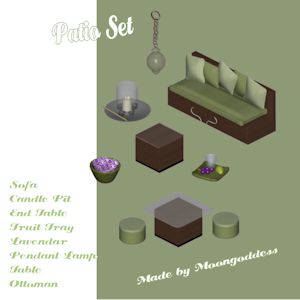 Patio Set
Sofa
Candle Pit
End Table
Fruit Tray
Lavendar
Pendant Lamp
Table
Ottoman
Made by Moongoddess